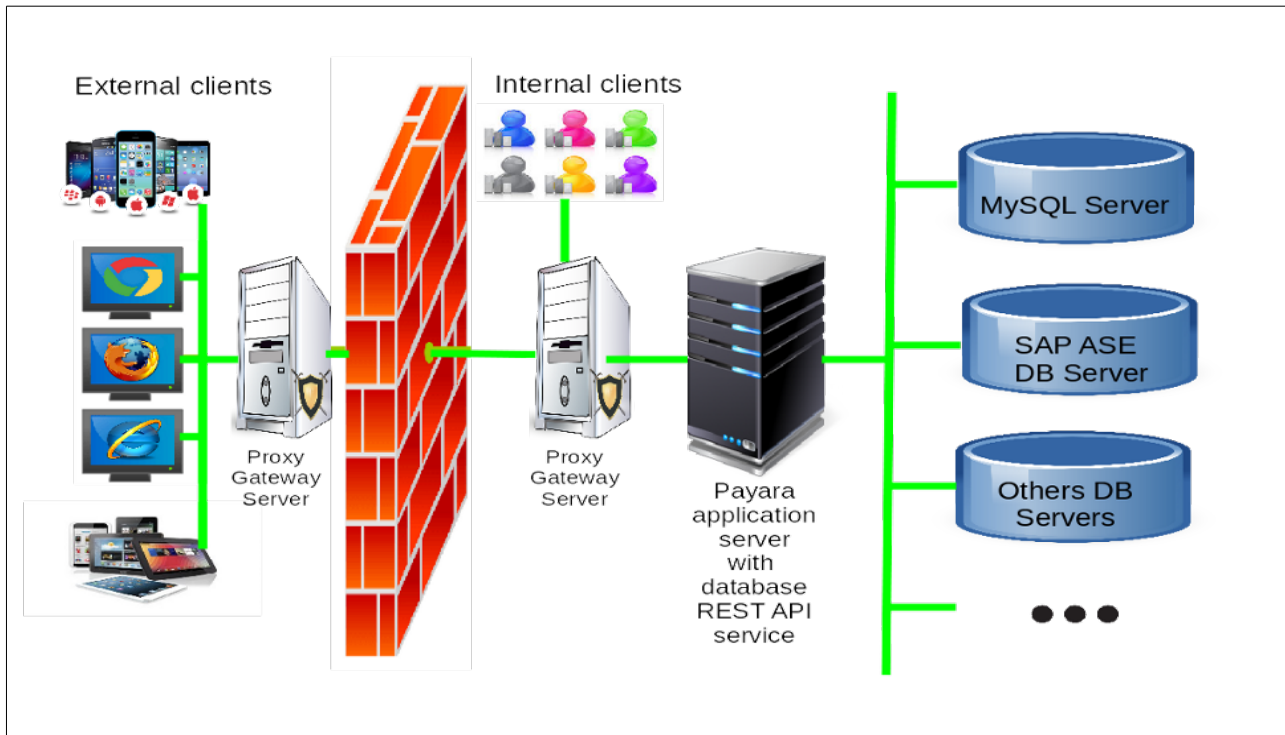 External clients
Internal clients
Proxy
Gateway
Server
Proxy
Gateway
Server
Payara
application
server
with
database
REST API
service
MySQL Server
SAP ASE
DB Server
Others DB
Servers